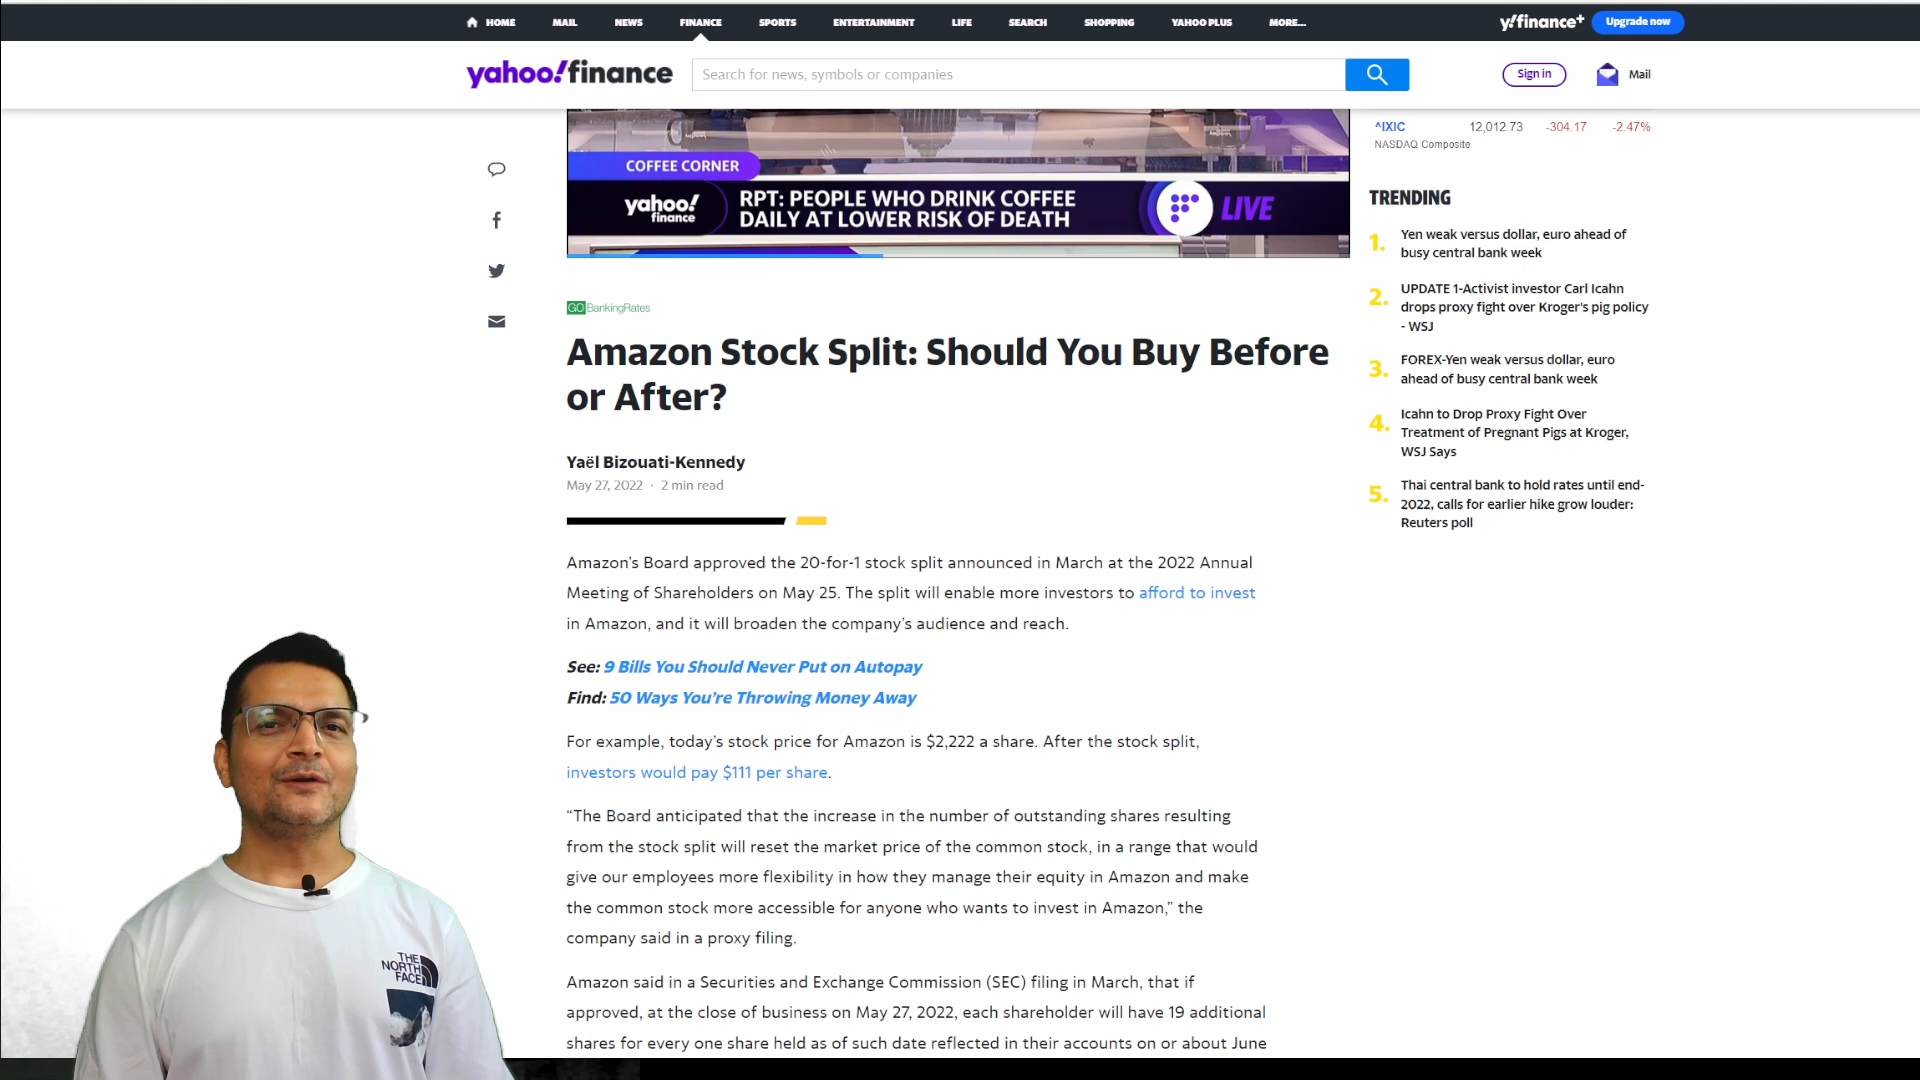 HOME MAIL NEWS FINANCE SPORTS ENTERTAINMENT LIFE SEARCH SHOPPING YAHOO PLUS MORE...
y!finance+ Upgrade now
yahoo!finance
Search for news, symbols or companies
Sign in
Mail
^IXIC 12,012.73 -304.17 -2.47%
NASDAQ Composite
COFFEE CORNER
yahoo!
finance
RPT: PEOPLE WHO DRINK COFFEE
DAILY AT LOWER RISK OF DEATH
LIVE
GOBankingRates
Amazon Stock Split: Should You Buy Before
or After?
Yaël Bizouati-Kennedy
May 27, 2022 · 2 min read
Amazon’s Board approved the 20-for-1 stock split announced in March at the 2022 Annual
Meeting of Shareholders on May 25. The split will enable more investors to afford to invest
in Amazon, and it will broaden the company’s audience and reach.
See: 9 Bills You Should Never Put on Autopay
Find: 50 Ways You’re Throwing Money Away
For example, today’s stock price for Amazon is $2,222 a share. After the stock split,
investors would pay $111 per share.
“The Board anticipated that the increase in the number of outstanding shares resulting
from the stock split will reset the market price of the common stock, in a range that would
give our employees more flexibility in how they manage their equity in Amazon and make
the common stock more accessible for anyone who wants to invest in Amazon,” the
company said in a proxy filing.
Amazon said in a Securities and Exchange Commission (SEC) filing in March, that if
approved, at the close of business on May 27, 2022, each shareholder will have 19 additional
shares for every one share held as of such date reflected in their accounts on or about June
TRENDING
1. Yen weak versus dollar, euro ahead of
busy central bank week
2. UPDATE 1-Activist investor Carl Icahn
drops proxy fight over Kroger's pig policy
- WSJ
3. FOREX-Yen weak versus dollar, euro
ahead of busy central bank week
4. Icahn to Drop Proxy Fight Over
Treatment of Pregnant Pigs at Kroger,
WSJ Says
5. Thai central bank to hold rates until end-
2022, calls for earlier hike grow louder:
Reuters poll
THE
NORTH
FACE